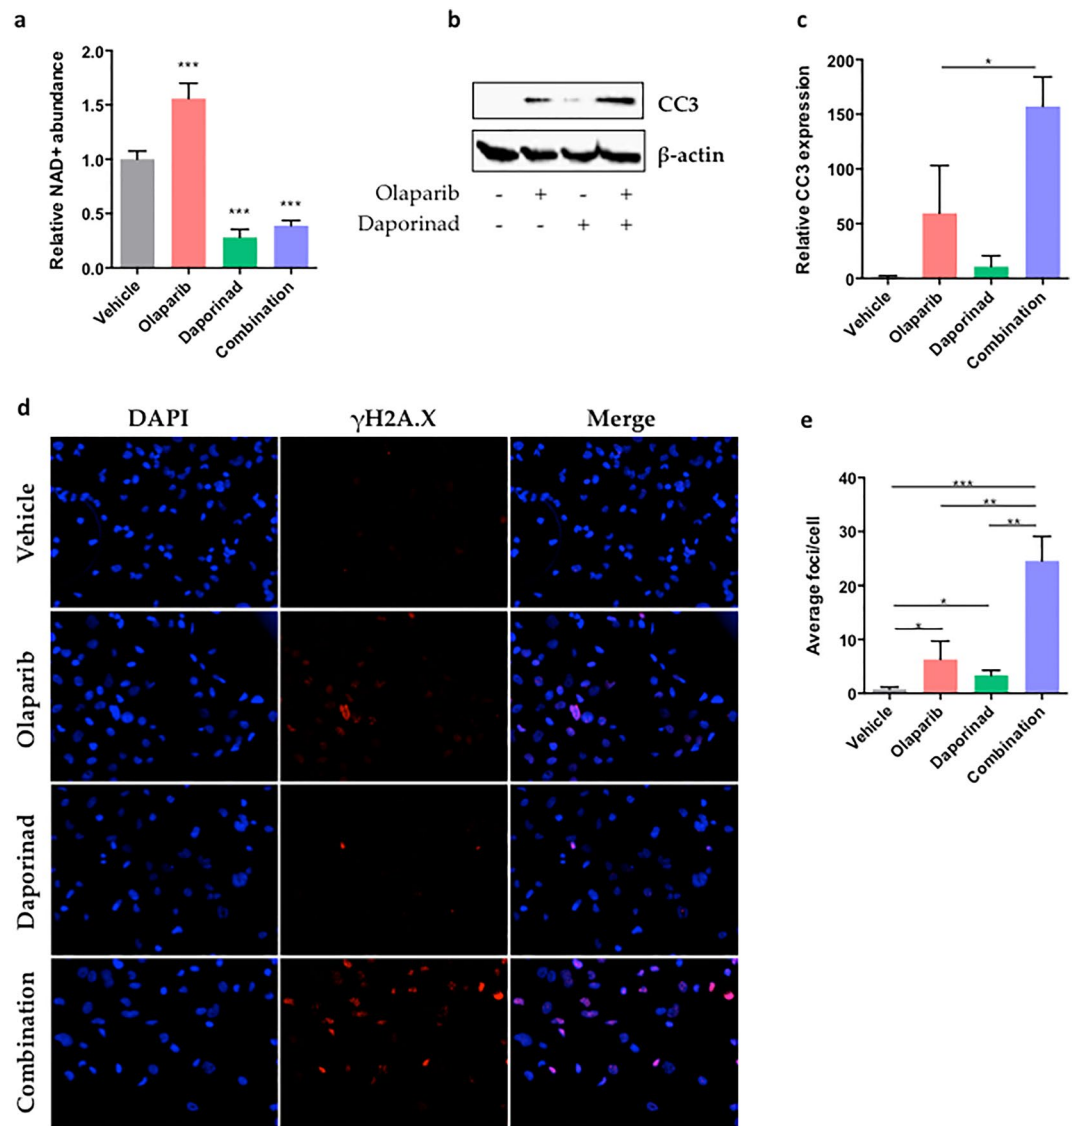 a
Relative NAD+ abundance
2.0
1.5
1.0
0.5
0.0
***
***
***
Vehicle
Olaparib
Daporinad
Combination
b
CC3
β-actin
Olaparib - + - +
Daporinad - - + +
c
Relative CC3 expression
200
150
100
50
0
*
Vehicle
Olaparib
Daporinad
Combination
d
DAPI γH2A.X Merge
Vehicle
Olaparib
Daporinad
Combination
e
Average foci/cell
40
30
20
10
0
***
**
**
*
*
Vehicle
Olaparib
Daporinad
Combination